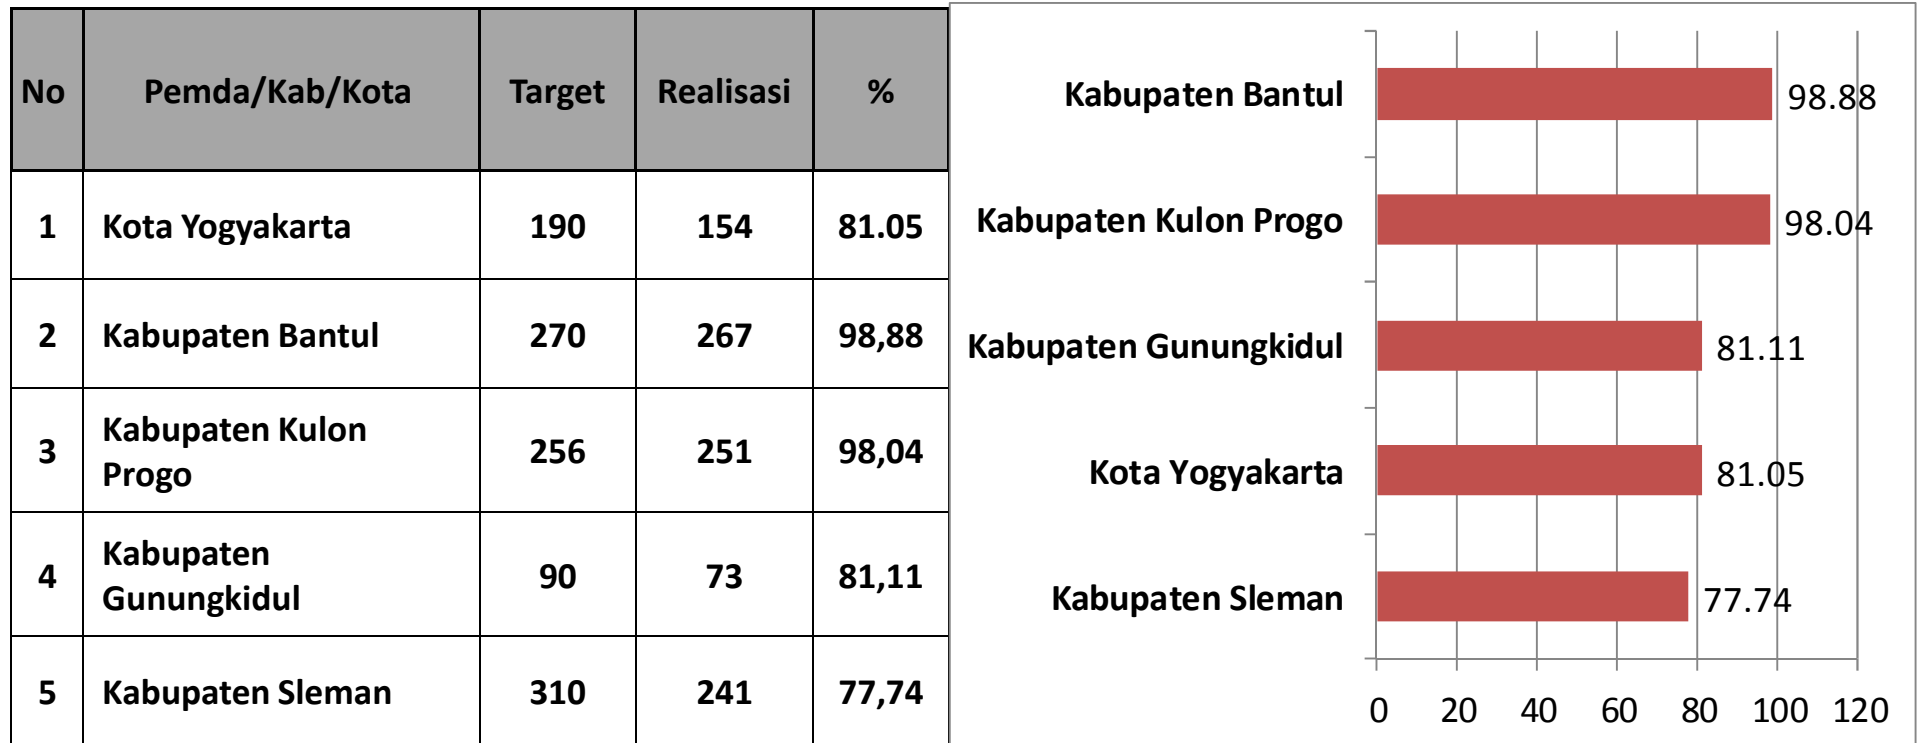 No Pemda/Kab/Kota Target Realisasi %
1 Kota Yogyakarta 190 154 81.05
2 Kabupaten Bantul 270 267 98,88
3 Kabupaten Kulon
Progo 256 251 98,04
4 Kabupaten
Gunungkidul 90 73 81,11
5 Kabupaten Sleman 310 241 77,74
Kabupaten Bantul 98.88
Kabupaten Kulon Progo 98.04
Kabupaten Gunungkidul 81.11
Kota Yogyakarta 81.05
Kabupaten Sleman 77.74
0 20 40 60 80 100 120